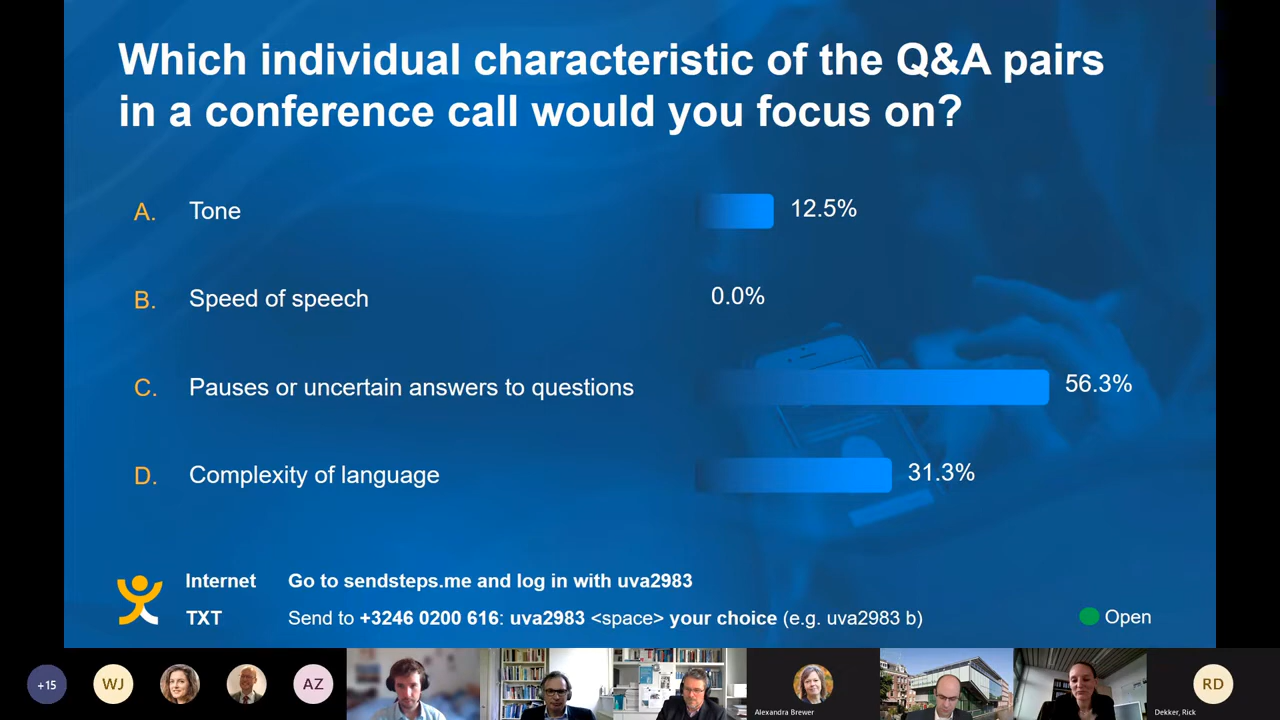 Which individual characteristic of the Q&A pairs
in a conference call would you focus on?
A. Tone 12.5%
B. Speed of speech 0.0%
C. Pauses or uncertain answers to questions 56.3%
D. Complexity of language 31.3%
Internet Go to sendsteps.me and log in with uva2983
TXT Send to +3246 0200 616: uva2983 <space> your choice (e.g. uva2983 b)
Open
+15 WJ AZ RD
Alexandra Brewer Dekker, Rick